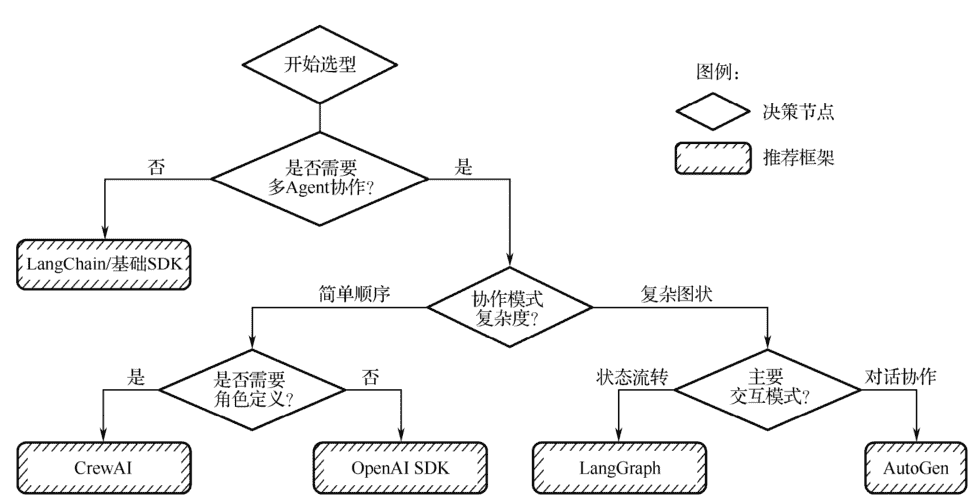 开始选型
图例:
决策节点
推荐框架
否
是否需要
多Agent协作?
是
LangChain/基础SDK
简单顺序
协作模式
复杂度?
复杂图状
是
是否需要
角色定义?
否
状态流转
主要
交互模式?
对话协作
CrewAI
OpenAI SDK
LangGraph
AutoGen